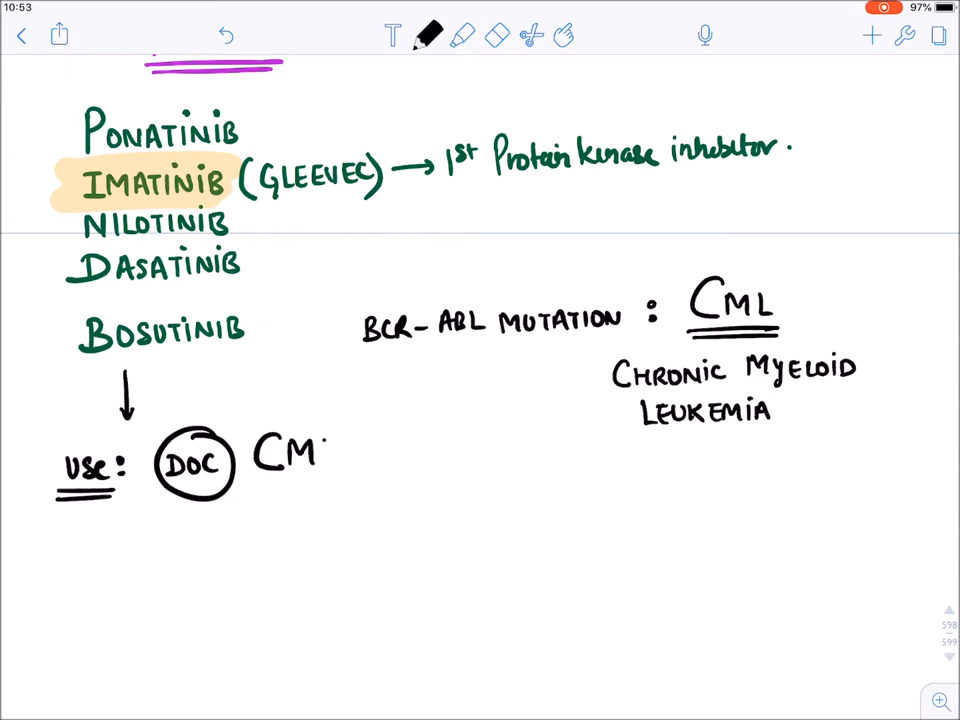 10:53
97%
T
PONATINIB
IMATINIB (GLEEVEC) → 1st Protein kinase inhibitor.
NILOTINIB
DASATINIB
BOSUTINIB
BCR-ABL MUTATION : CML
CHRONIC MYELOID
LEUKEMIA
USE: DOC CM
598
599